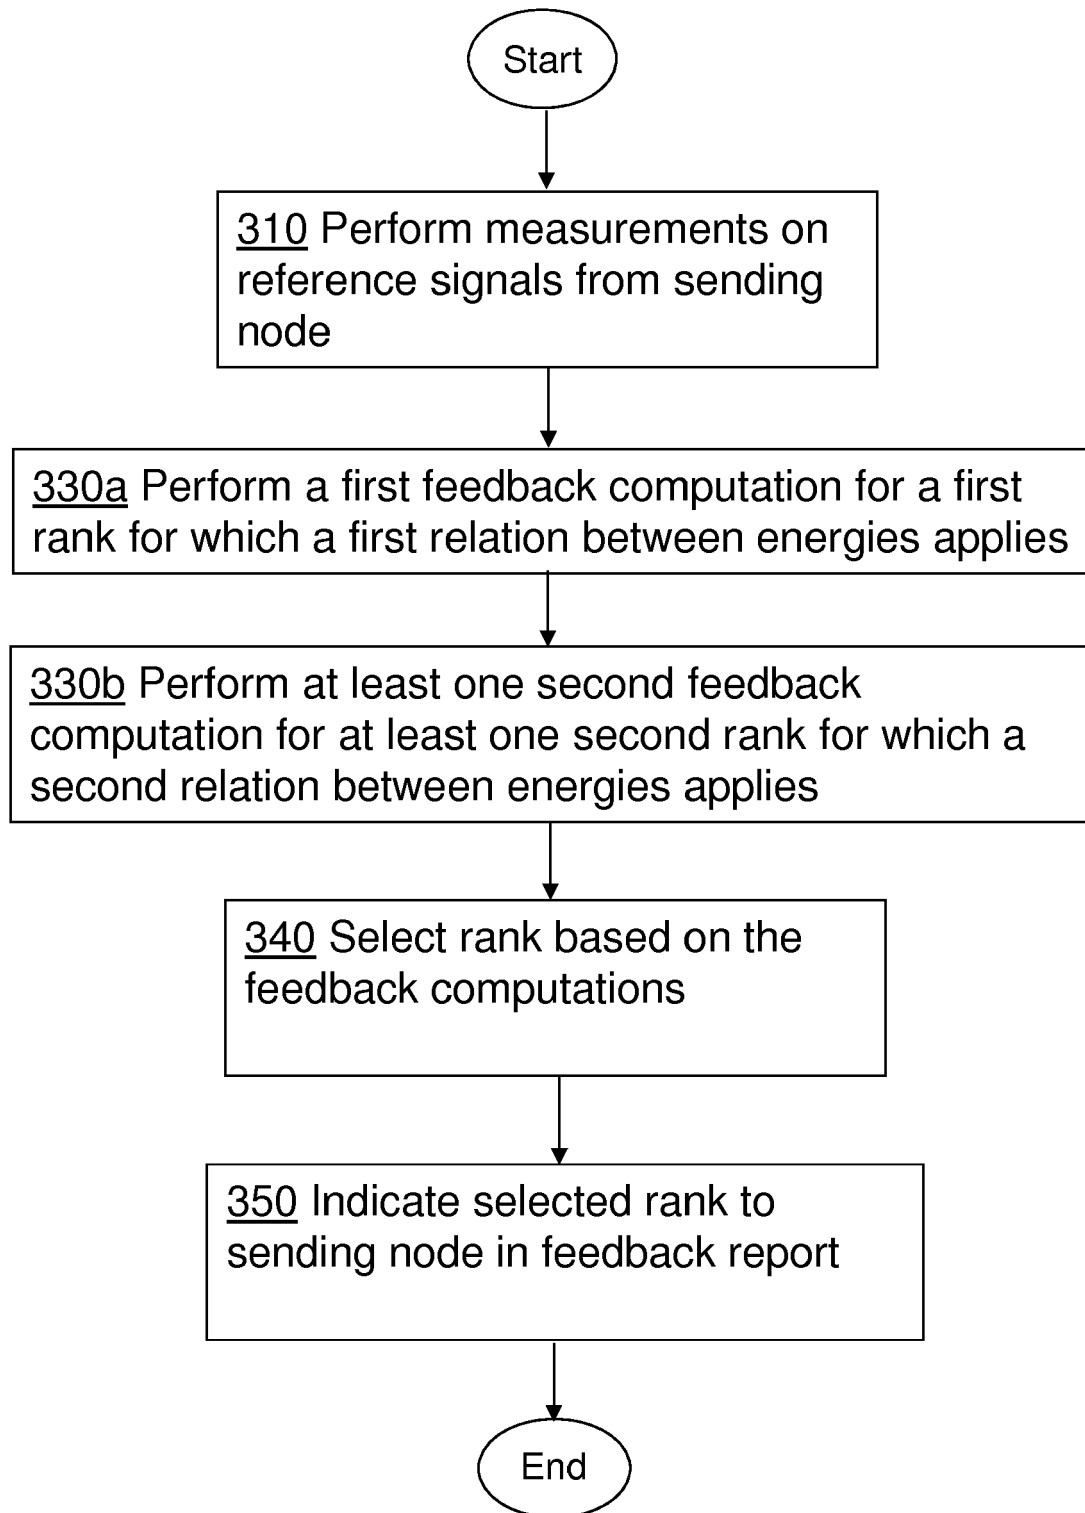 Start
310 Perform measurements on
reference signals from sending
node
330a Perform a first feedback computation for a first
rank for which a first relation between energies applies
330b Perform at least one second feedback
computation for at least one second rank for which a
second relation between energies applies
340 Select rank based on the
feedback computations
350 Indicate selected rank to
sending node in feedback report
End